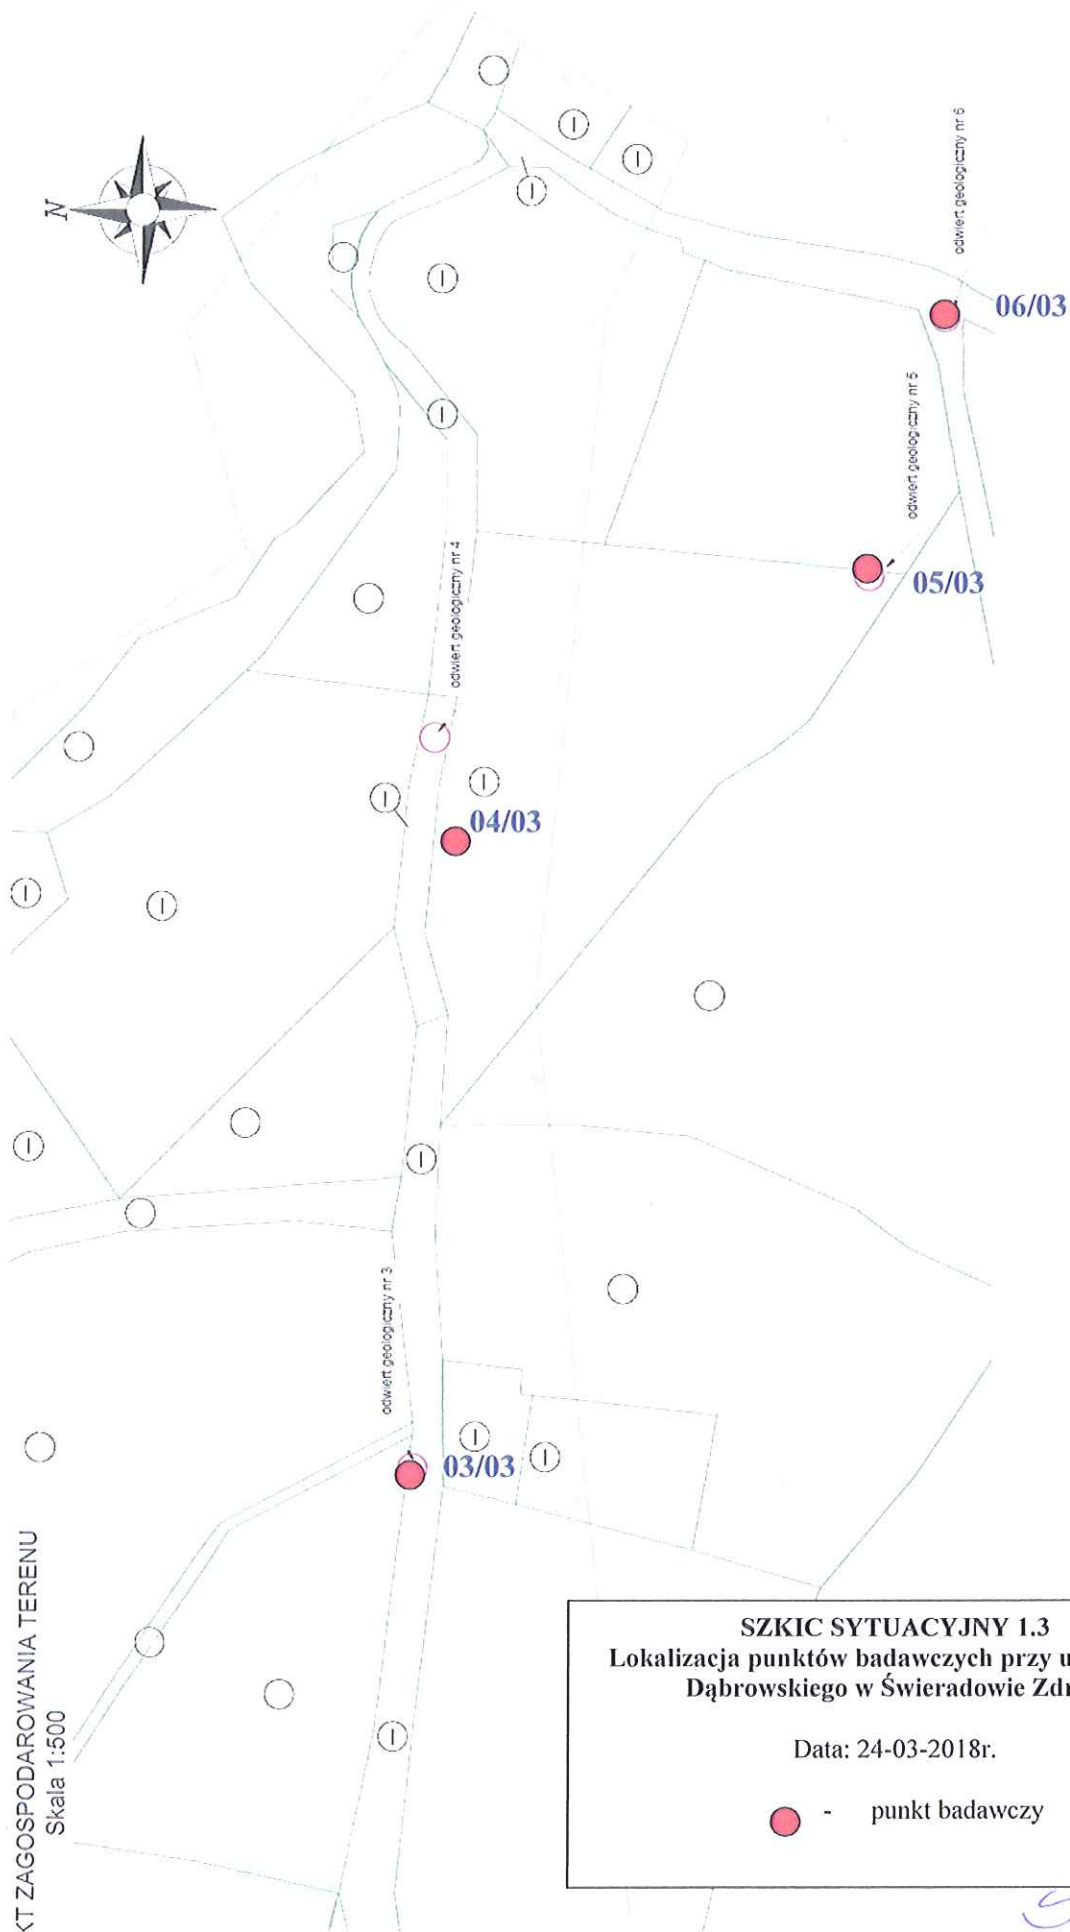 N
odwiert geologiczny nr 6
06/03
odwiert geologiczny nr 5
05/03
odwiert geologiczny nr 4
04/03
odwiert geologiczny nr 3
03/03
KT ZAGOSPODAROWANIA TERENU
Skala 1:500
SZKIC SYTUACYJNY 1.3
Lokalizacja punktów badawczych przy u
Dąbrowskiego w Świeradowie Zdr
Data: 24-03-2018r.
- punkt badawczy